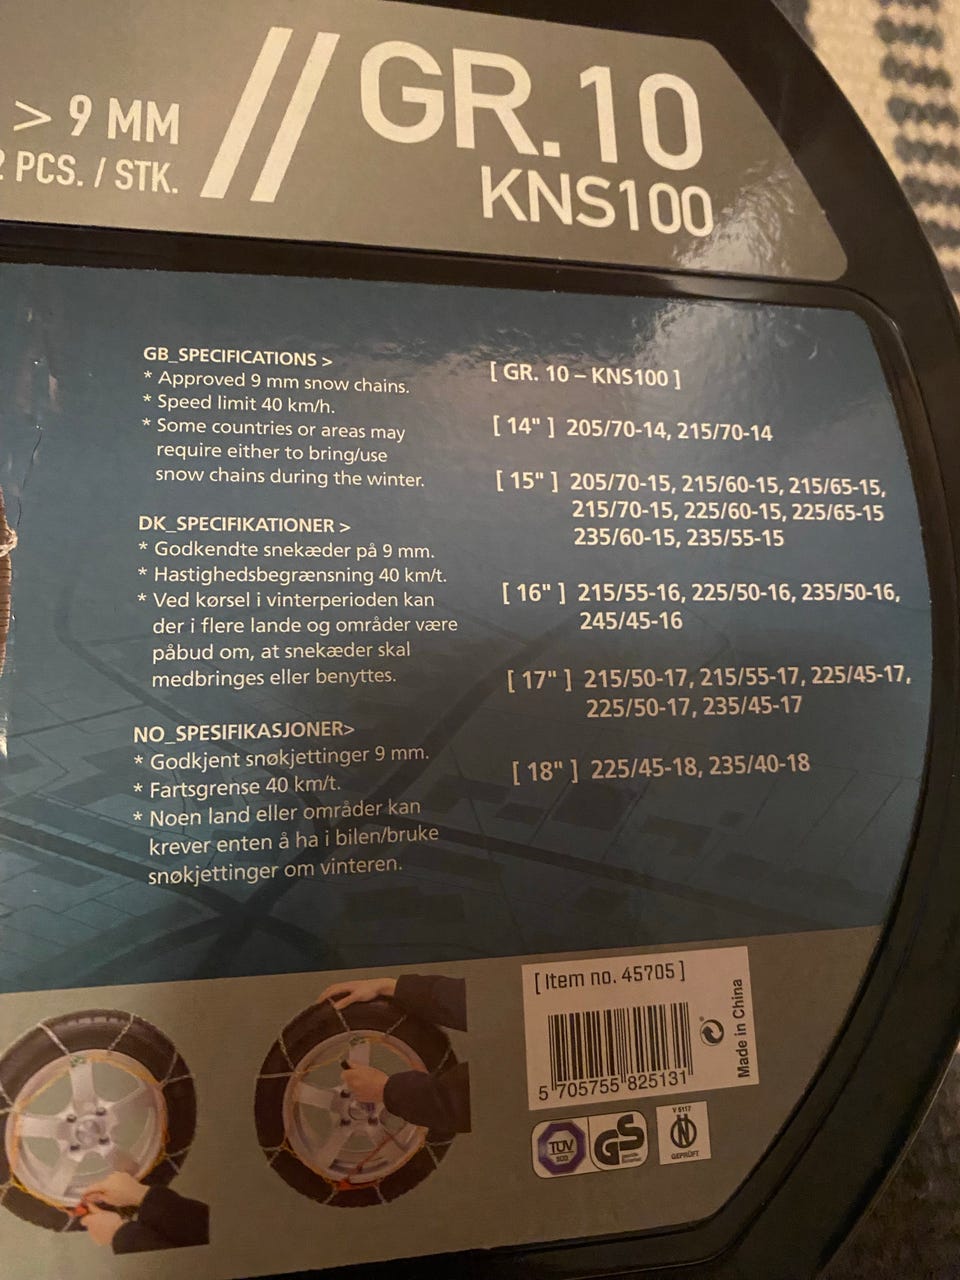 > 9 MM
2 PCS. / STK.
GR.10
KNS100
GB_SPECIFICATIONS >
* Approved 9 mm snow chains.
* Speed limit 40 km/h.
* Some countries or areas may
require either to bring/use
snow chains during the winter.
DK_SPECIFIKATIONER >
* Godkendte snekæder på 9 mm.
* Hastighedsbegrænsning 40 km/t.
* Ved kørsel i vinterperioden kan
der i flere lande og områder være
påbud om, at snekæder skal
medbringes eller benyttes.
NO_SPESIFIKASJONER>
* Godkjent snøkjettinger 9 mm.
* Fartsgrense 40 km/t.
* Noen land eller områder kan
krever enten å ha i bilen/bruke
snøkjettinger om vinteren.
[ GR. 10 – KNS100 ]
[ 14" ] 205/70-14, 215/70-14
[ 15" ] 205/70-15, 215/60-15, 215/65-15,
215/70-15, 225/60-15, 225/65-15
235/60-15, 235/55-15
[ 16" ] 215/55-16, 225/50-16, 235/50-16,
245/45-16
[ 17" ] 215/50-17, 215/55-17, 225/45-17,
225/50-17, 235/45-17
[ 18" ] 225/45-18, 235/40-18
[ Item no. 45705 ]
5 705755 825131
Made in China
TÜV
SÜD
GS
V 5117
N
GEPRÜFT